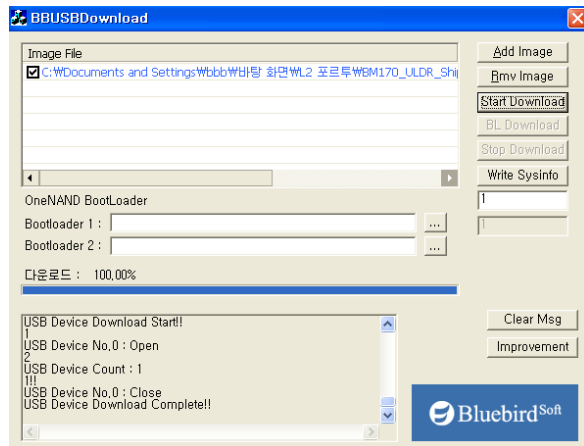 BBUSBDownload
Image File
C:₩Documents and Settings₩bbb₩바탕 화면₩L2 포르투₩BM170_ULDR_Ship
Add Image
Rmv Image
Start Download
BL Download
Stop Download
Write Sysinfo
1
1
OneNAND BootLoader
Bootloader 1 :
...
Bootloader 2 :
...
다운로드 : 100,00%
USB Device Download Start!!
1
USB Device No,0 : Open
2
USB Device Count : 1
1!!
USB Device No,0 : Close
USB Device Download Complete!!
Clear Msg
Improvement
BluebirdSoft